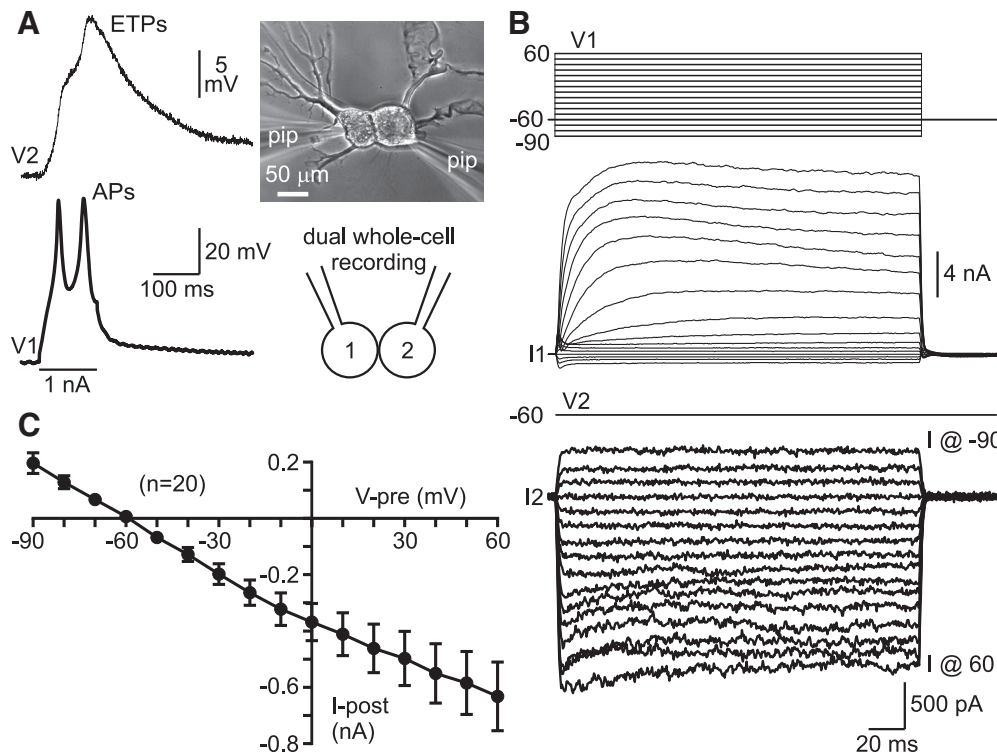 A
ETPs
5
mV
V2
pip
pip
50 µm
APs
20 mV
100 ms
V1
1 nA
dual whole-cell
recording
1
2
B
V1
60
-60
-90
4 nA
I1
V2
-60
I @ -90
I2
I @ 60
500 pA
20 ms
C
0.2
(n=20)
V-pre (mV)
-90
-60
-30
30
60
-0.2
-0.4
-0.6
-0.8
I-post
(nA)